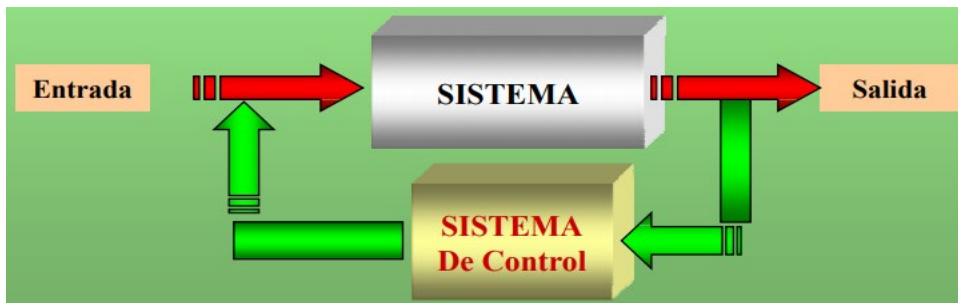 Entrada
SISTEMA
Salida
SISTEMA
De Control